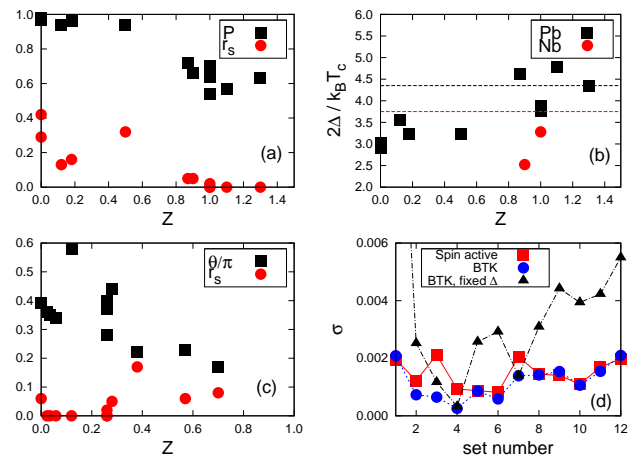 1.0
0.8
0.6
0.4
0.2
0.0
0.0 0.2 0.4 0.6 0.8 1.0 1.2 1.4
Z
P
r_s
(a)
2Δ / k_BT_c
6.0
5.5
5.0
4.5
4.0
3.5
3.0
2.5
2.0
0.0 0.2 0.4 0.6 0.8 1.0 1.2 1.4
Z
Pb
Nb
(b)
0.6
0.5
0.4
0.3
0.2
0.1
0.0
0.0 0.2 0.4 0.6 0.8 1.0
Z
θ/π
r_s
(c)
σ
0.006
0.004
0.002
0.000
2 4 6 8 10 12
set number
Spin active
BTK
BTK, fixed Δ
(d)